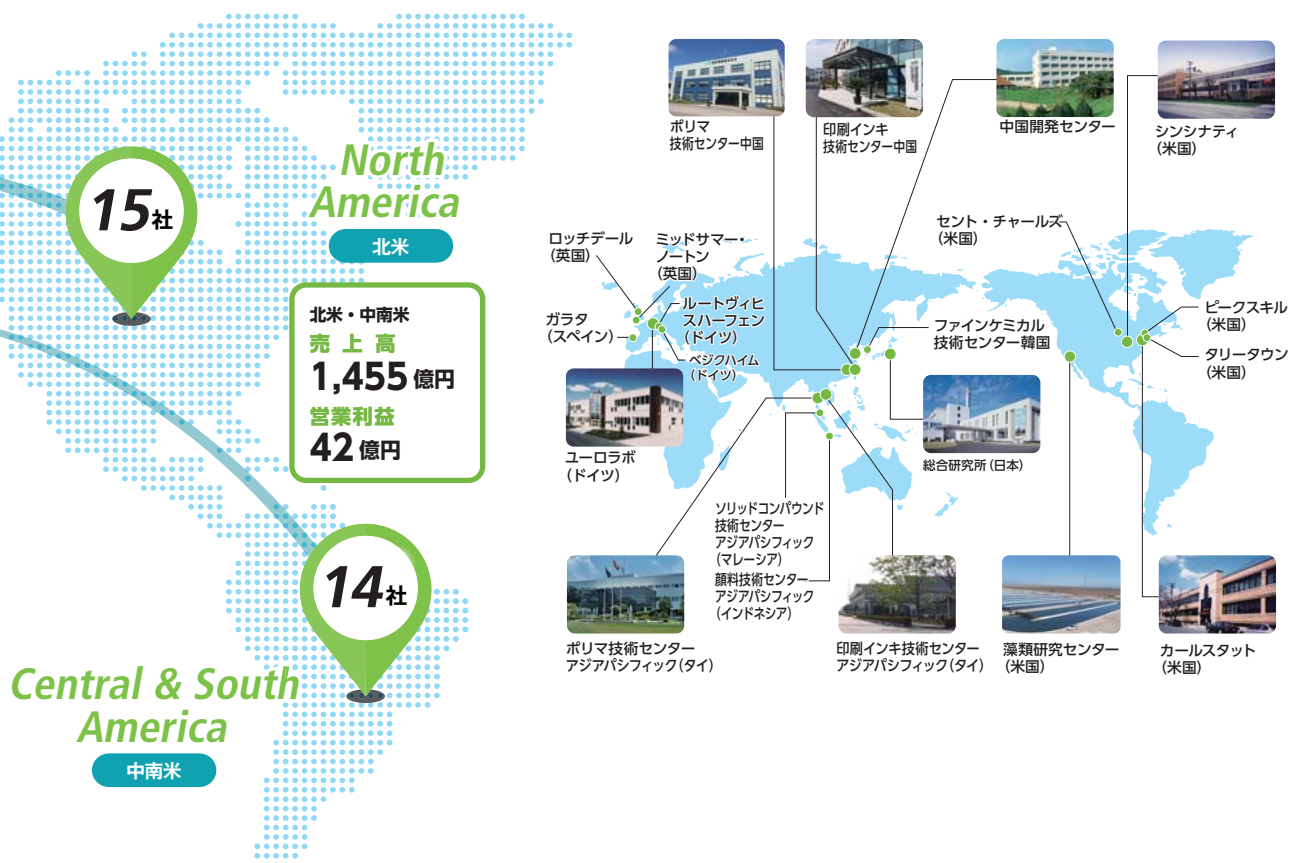 15社
North
America
北米
北米・中南米
売上高
1,455億円
営業利益
42億円
14社
Central & South
America
中南米
ポリマ
技術センター中国
印刷インキ
技術センター中国
中国開発センター
シンシナティ
(米国)
セント・チャールズ
(米国)
ロッチデール
(英国)
ミッドサマー・
ノートン
(英国)
ガラタ
(スペイン)
ルートヴィヒ
スハーフェン
(ドイツ)
ベジクハイム
(ドイツ)
ファインケミカル
技術センター韓国
ピークスキル
(米国)
タリータウン
(米国)
ユーロラボ
(ドイツ)
総合研究所(日本)
ソリッドコンパウンド
技術センター
アジアパシフィック
(マレーシア)
顔料技術センター
アジアパシフィック
(インドネシア)
ポリマ技術センター
アジアパシフィック(タイ)
印刷インキ技術センター
アジアパシフィック(タイ)
藻類研究センター
(米国)
カールスタット
(米国)